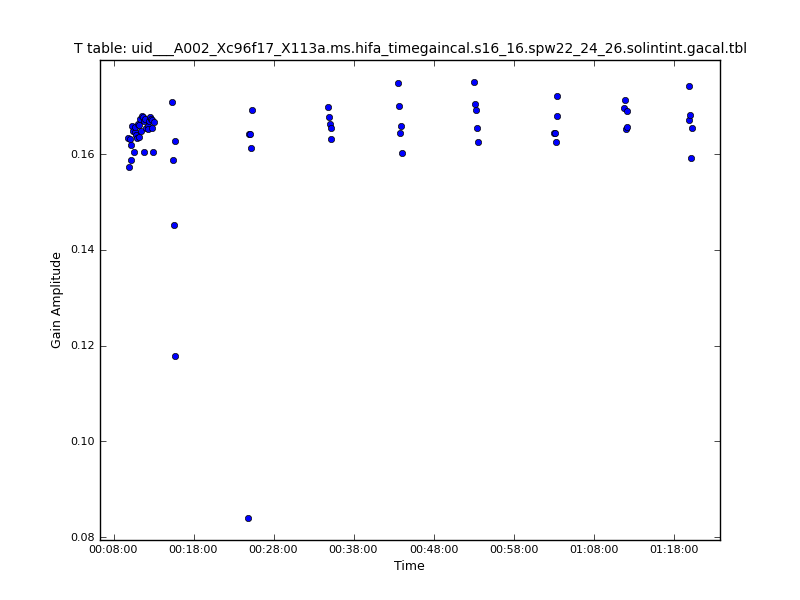 T table: uid___A002_Xc96f17_X113a.ms.hifa_timegaincal.s16_16.spw22_24_26.solintint.gacal.tbl
Gain Amplitude
0.16
0.14
0.12
0.10
0.08
00:08:00 00:18:00 00:28:00 00:38:00 00:48:00 00:58:00 01:08:00 01:18:00
Time